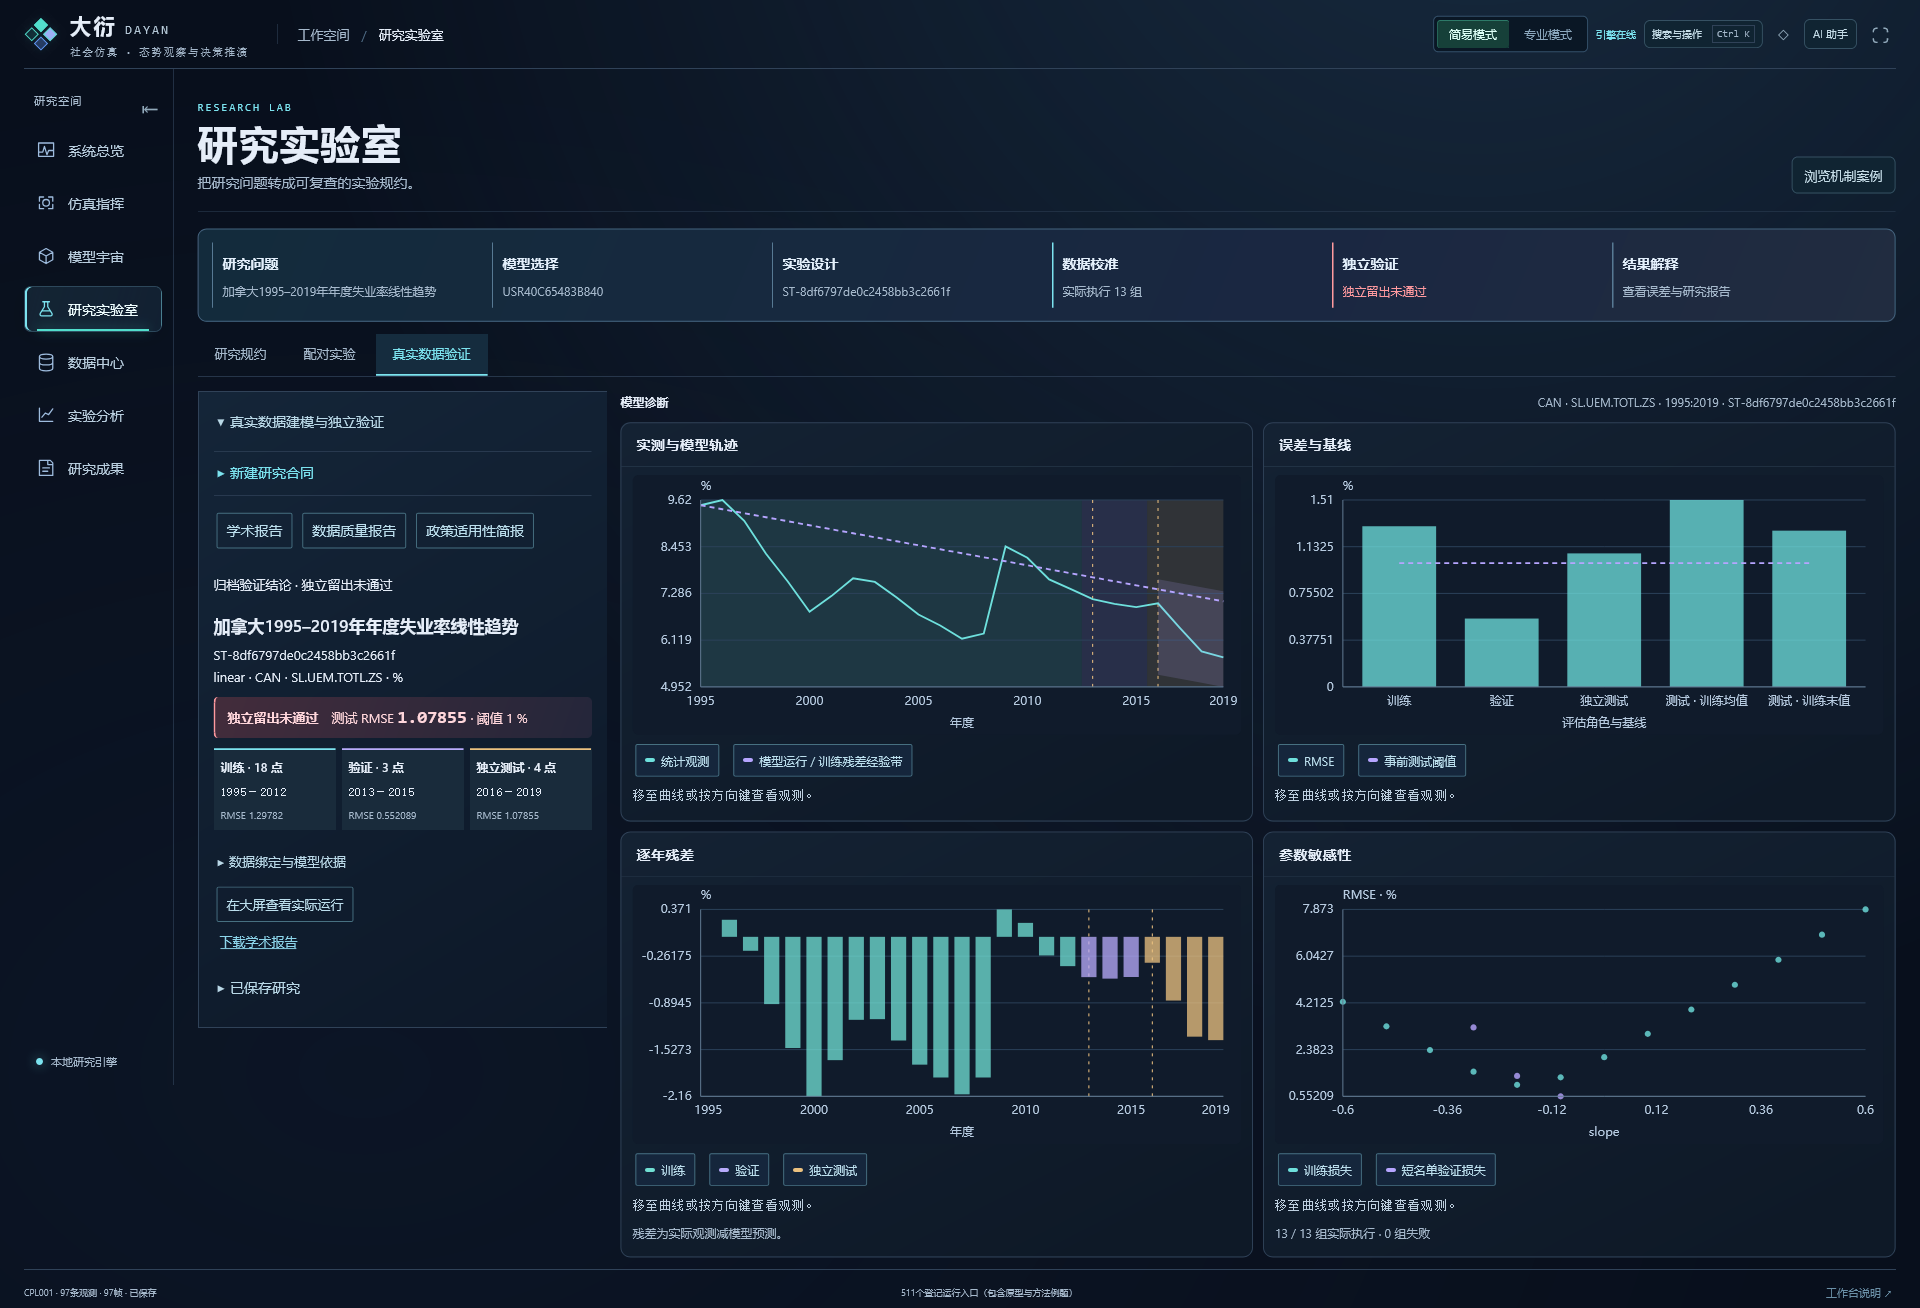 大衍 DAYAN
社会仿真 · 态势观察与决策推演
工作空间 / 研究实验室
简易模式 专业模式 引擎在线 搜索与操作 Ctrl K AI 助手
研究空间
系统总览
仿真指挥
模型宇宙
研究实验室
数据中心
实验分析
研究成果
本地研究引擎
RESEARCH LAB
研究实验室
把研究问题转成可复查的实验规约。
浏览机制案例
研究问题
加拿大1995–2019年年度失业率线性趋势
模型选择
USR40C65483B840
实验设计
ST-8df6797de0c2458bb3c2661f
数据校准
实际执行 13 组
独立验证
独立留出未通过
结果解释
查看误差与研究报告
研究规约 配对实验 真实数据验证
▾ 真实数据建模与独立验证
▸ 新建研究合同
学术报告 数据质量报告 政策适用性简报
归档验证结论 · 独立留出未通过
加拿大1995–2019年年度失业率线性趋势
ST-8df6797de0c2458bb3c2661f
linear · CAN · SL.UEM.TOTL.ZS · %
独立留出未通过 测试 RMSE 1.07855 · 阈值 1 %
训练 · 18 点
1995 – 2012
RMSE 1.29782
验证 · 3 点
2013 – 2015
RMSE 0.552089
独立测试 · 4 点
2016 – 2019
RMSE 1.07855
▸ 数据绑定与模型依据
在大屏查看实际运行
下载学术报告
▸ 已保存研究
模型诊断
CAN · SL.UEM.TOTL.ZS · 1995:2019 · ST-8df6797de0c2458bb3c2661f
实测与模型轨迹
%
9.62
8.453
7.286
6.119
4.952
1995 2000 2005 2010 2015 2019
年度
统计观测 模型运行 / 训练残差经验带
移至曲线或按方向键查看观测。
误差与基线
%
1.51
1.1325
0.75502
0.37751
0
训练 验证 独立测试 测试 · 训练均值 测试 · 训练末值
评估角色与基线
RMSE 事前测试阈值
移至曲线或按方向键查看观测。
逐年残差
%
0.371
-0.26175
-0.8945
-1.5273
-2.16
1995 2000 2005 2010 2015 2019
年度
训练 验证 独立测试
移至曲线或按方向键查看观测。
残差为实际观测减模型预测。
参数敏感性
RMSE · %
7.873
6.0427
4.2125
2.3823
0.55209
-0.6 -0.36 -0.12 0.12 0.36 0.6
slope
训练损失 短名单验证损失
移至曲线或按方向键查看观测。
13 / 13 组实际执行 · 0 组失败
CPL001 · 97条观测 · 97帧 · 已保存
511个登记运行入口（包含原型与方法例题）
工作台说明 ↗